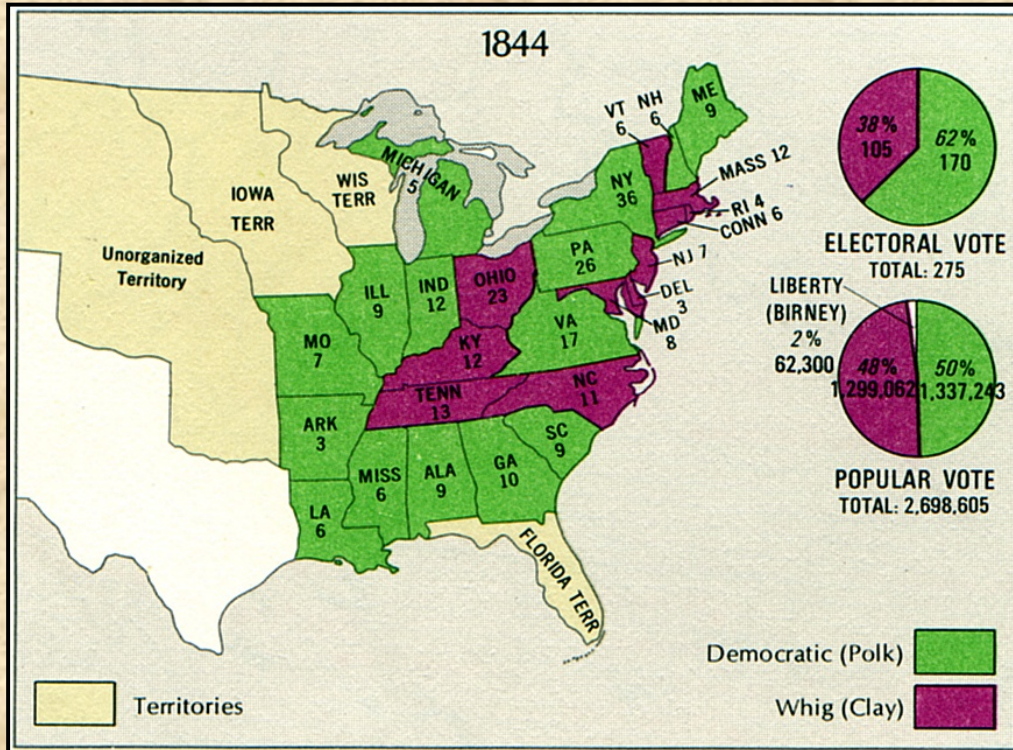 1844
VT
6
NH
6
ME
9
MASS 12
RI 4
CONN 6
NY
36
MICHIGAN
5
WIS
TERR
IOWA
TERR
Unorganized
Territory
PA
26
NJ 7
DEL
3
MD
8
OHIO
23
IND
12
ILL
9
MO
7
KY
12
VA
17
TENN
13
NC
11
ARK
3
SC
9
MISS
6
ALA
9
GA
10
LA
6
FLORIDA TERR
38%
105
62%
170
ELECTORAL VOTE
TOTAL: 275
LIBERTY
(BIRNEY)
2%
62,300
48%
1,299,062
50%
1,337,243
POPULAR VOTE
TOTAL: 2,698,605
Democratic (Polk)
Whig (Clay)
Territories